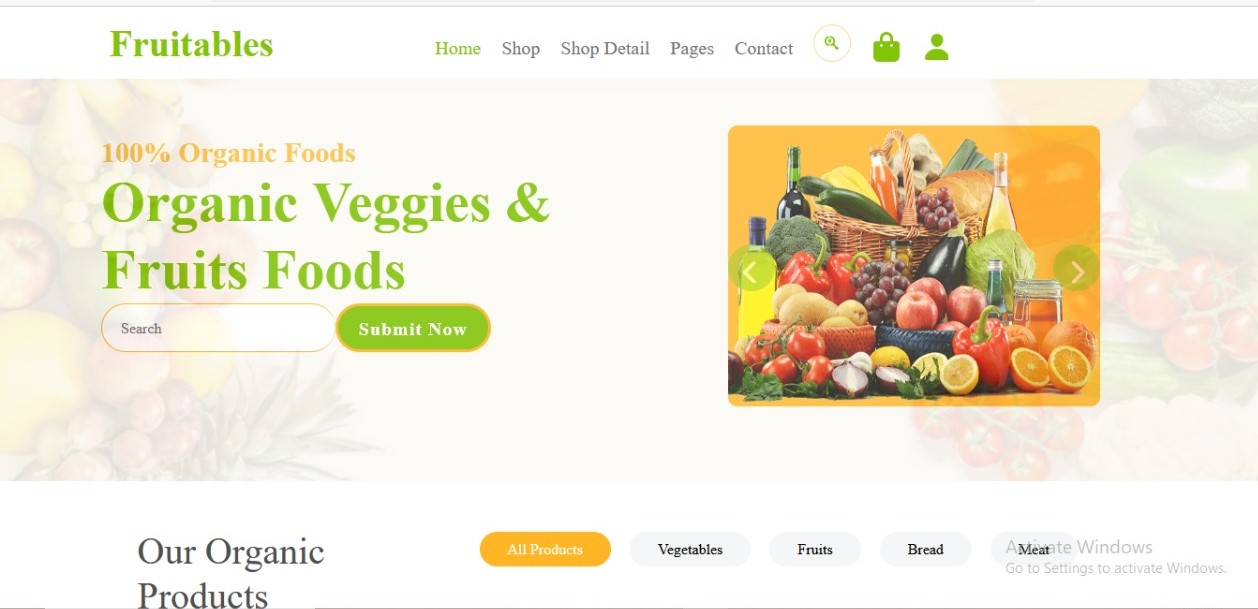 Fruitables
Home Shop Shop Detail Pages Contact
100% Organic Foods
Organic Veggies &
Fruits Foods
Search Submit Now
Our Organic
Products
All Products Vegetables Fruits Bread Meat
Activate Windows
Go to Settings to activate Windows.